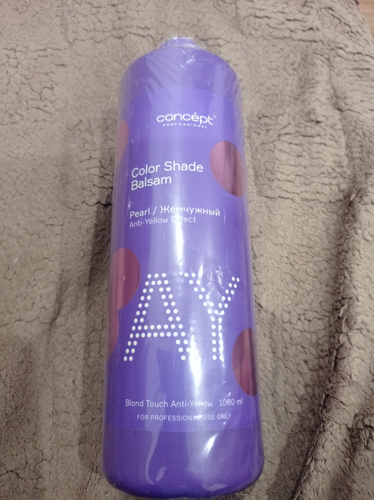 concept
PROFESSIONAL
Color Shade
Balsam
Pearl / Жемчужный
Anti-Yellow Effect
AY
Blond Touch Anti-Yellow 1000 ml
FOR PROFESSIONAL USE ONLY